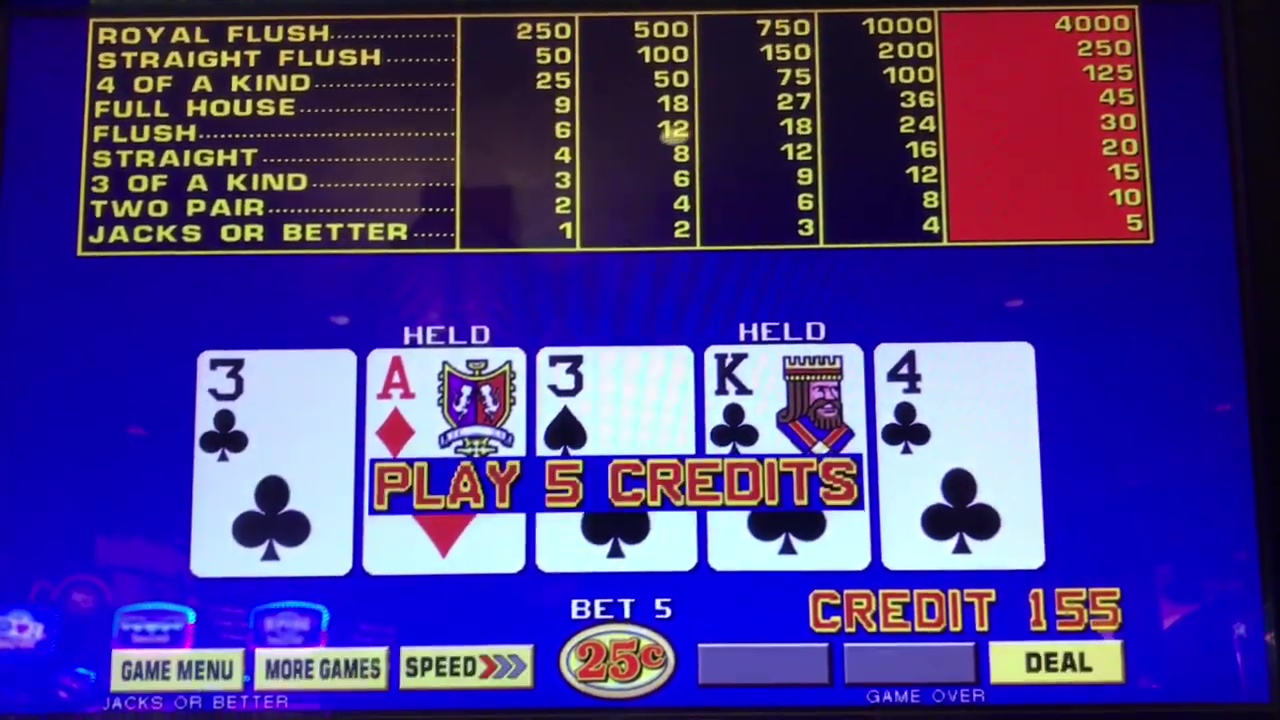 ROYAL FLUSH 250 500 750 1000 4000
STRAIGHT FLUSH 50 100 150 200 250
4 OF A KIND 25 50 75 100 125
FULL HOUSE 9 18 27 36 45
FLUSH 6 12 18 24 30
STRAIGHT 4 8 12 16 20
3 OF A KIND 3 6 9 12 15
TWO PAIR 2 4 6 8 10
JACKS OR BETTER 1 2 3 4 5
HELD HELD
3 A 3 K 4
PLAY 5 CREDITS
BET 5 CREDIT 155
GAME MENU MORE GAMES SPEED 25¢ DEAL
JACKS OR BETTER GAME OVER